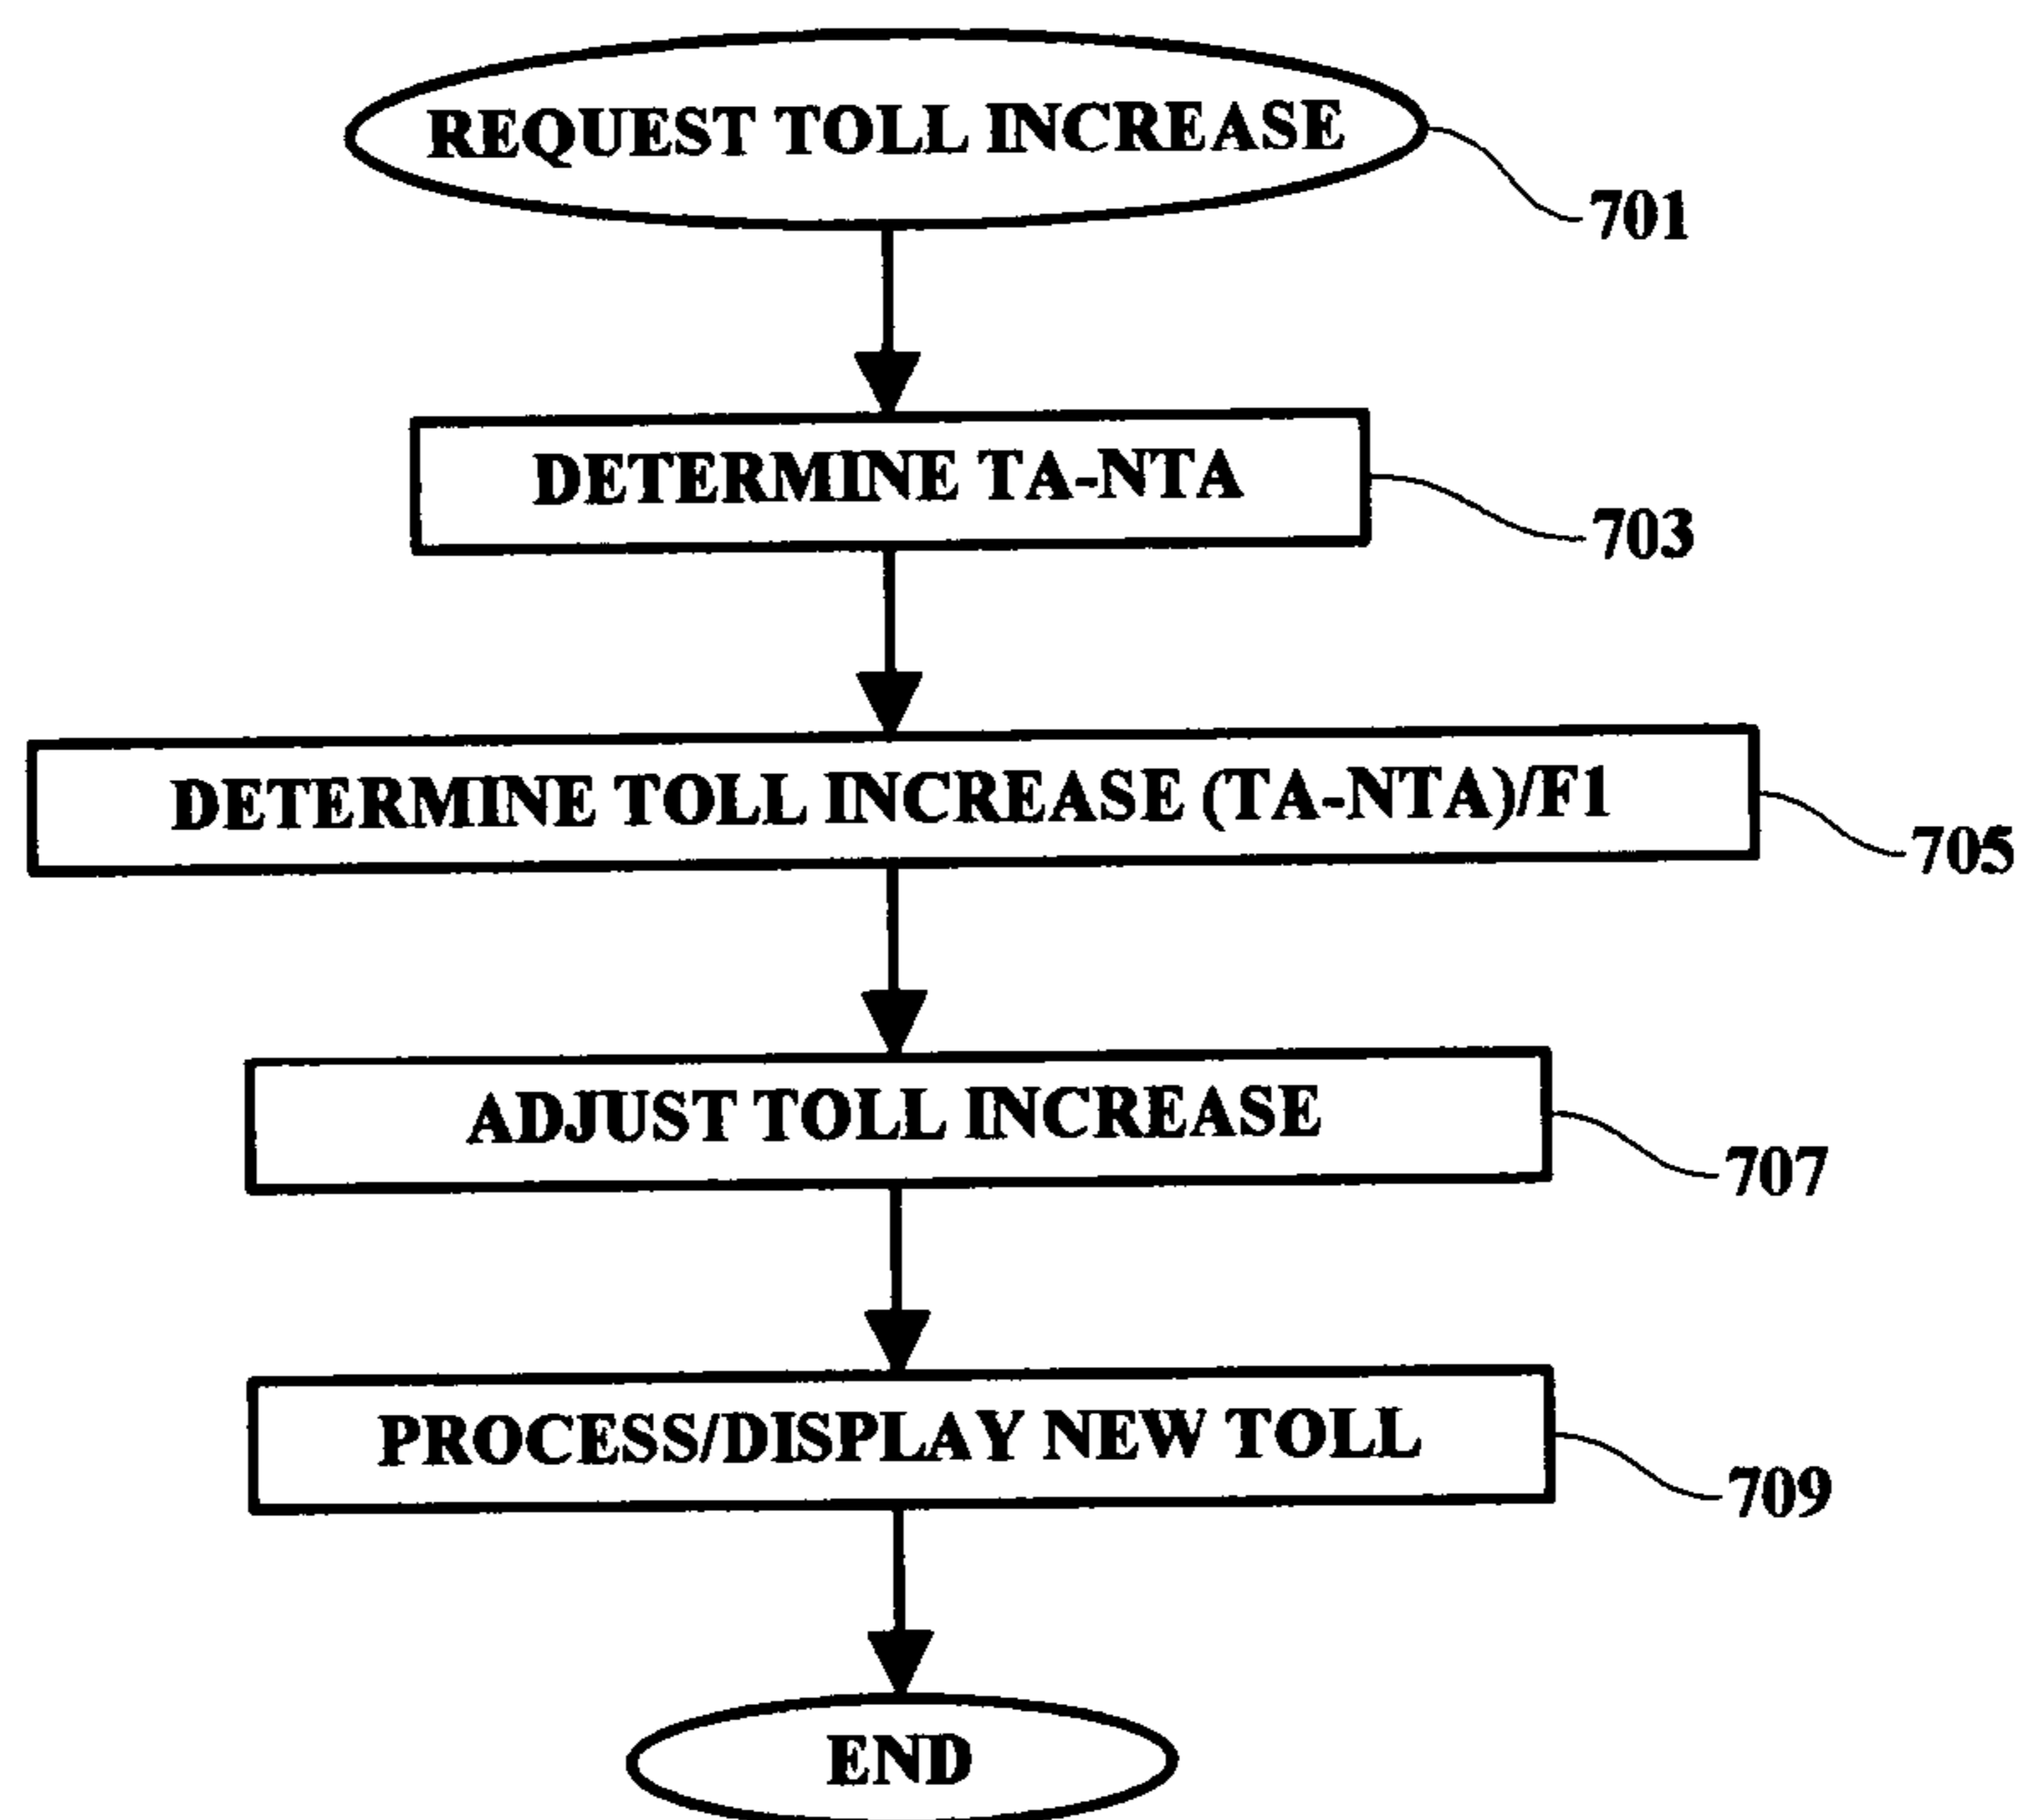 REQUEST TOLL INCREASE
701
DETERMINE TA-NTA
703
DETERMINE TOLL INCREASE (TA-NTA)/F1
705
ADJUST TOLL INCREASE
707
PROCESS/DISPLAY NEW TOLL
709
END